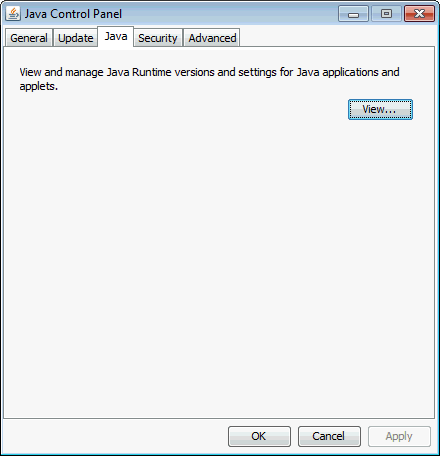 Java Control Panel
General Update Java Security Advanced
View and manage Java Runtime versions and settings for Java applications and
applets.
View...
OK Cancel Apply